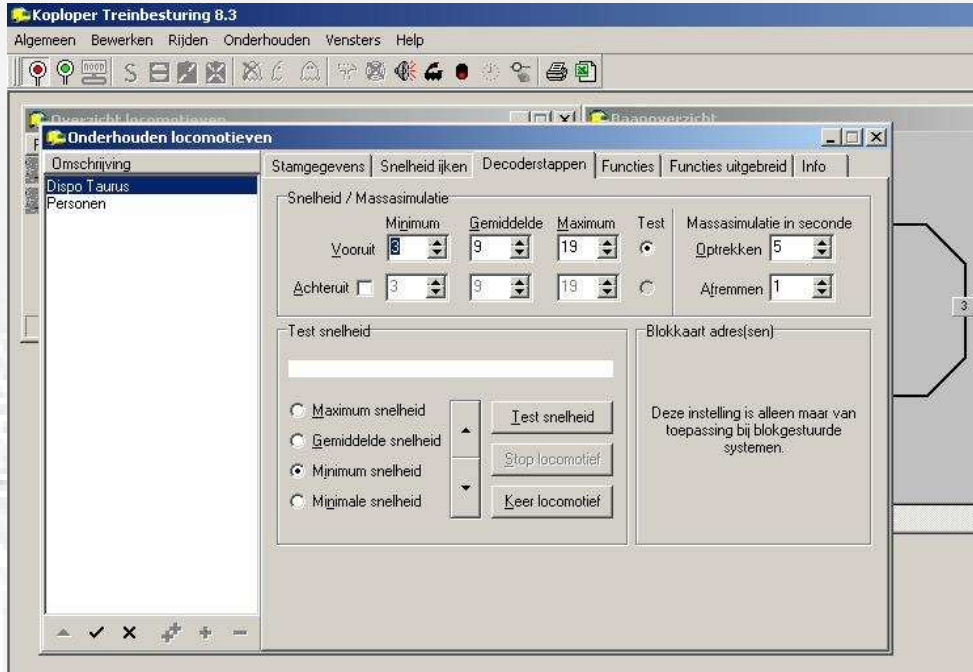 Koploper Treinbesturing 8.3
Algemeen Bewerken Rijden Onderhouden Vensters Help
Overzicht locomotieven
Baanoverzicht
Onderhouden locomotieven
Omschrijving
Dispo Taurus
Personen
Stamgegevens Snelheid ijken Decoderstappen Functies Functies uitgebreid Info
Snelheid / Massasimulatie
Minimum Gemiddelde Maximum Test Massasimulatie in seconde
Vooruit 3 9 19 Optrekken 5
Achteruit 3 9 19 Afremmen 1
Test snelheid
Maximum snelheid
Gemiddelde snelheid
Minimum snelheid
Minimale snelheid
Test snelheid
Stop locomotief
Keer locomotief
Blokkaart adres(sen)
Deze instelling is alleen maar van
toepassing bij blokgestuurde
systemen.
3